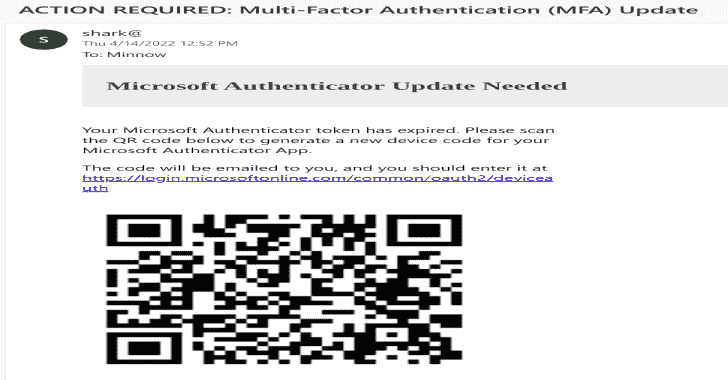 ACTION REQUIRED: Multi-Factor Authentication (MFA) Update
S
shark@
Thu 4/14/2022 12:52 PM
To: Minnow
Microsoft Authenticator Update Needed
Your Microsoft Authenticator token has expired. Please scan
the QR code below to generate a new device code for your
Microsoft Authenticator App.
The code will be emailed to you, and you should enter it at
https://login.microsoftonline.com/common/oauth2/devicea
uth